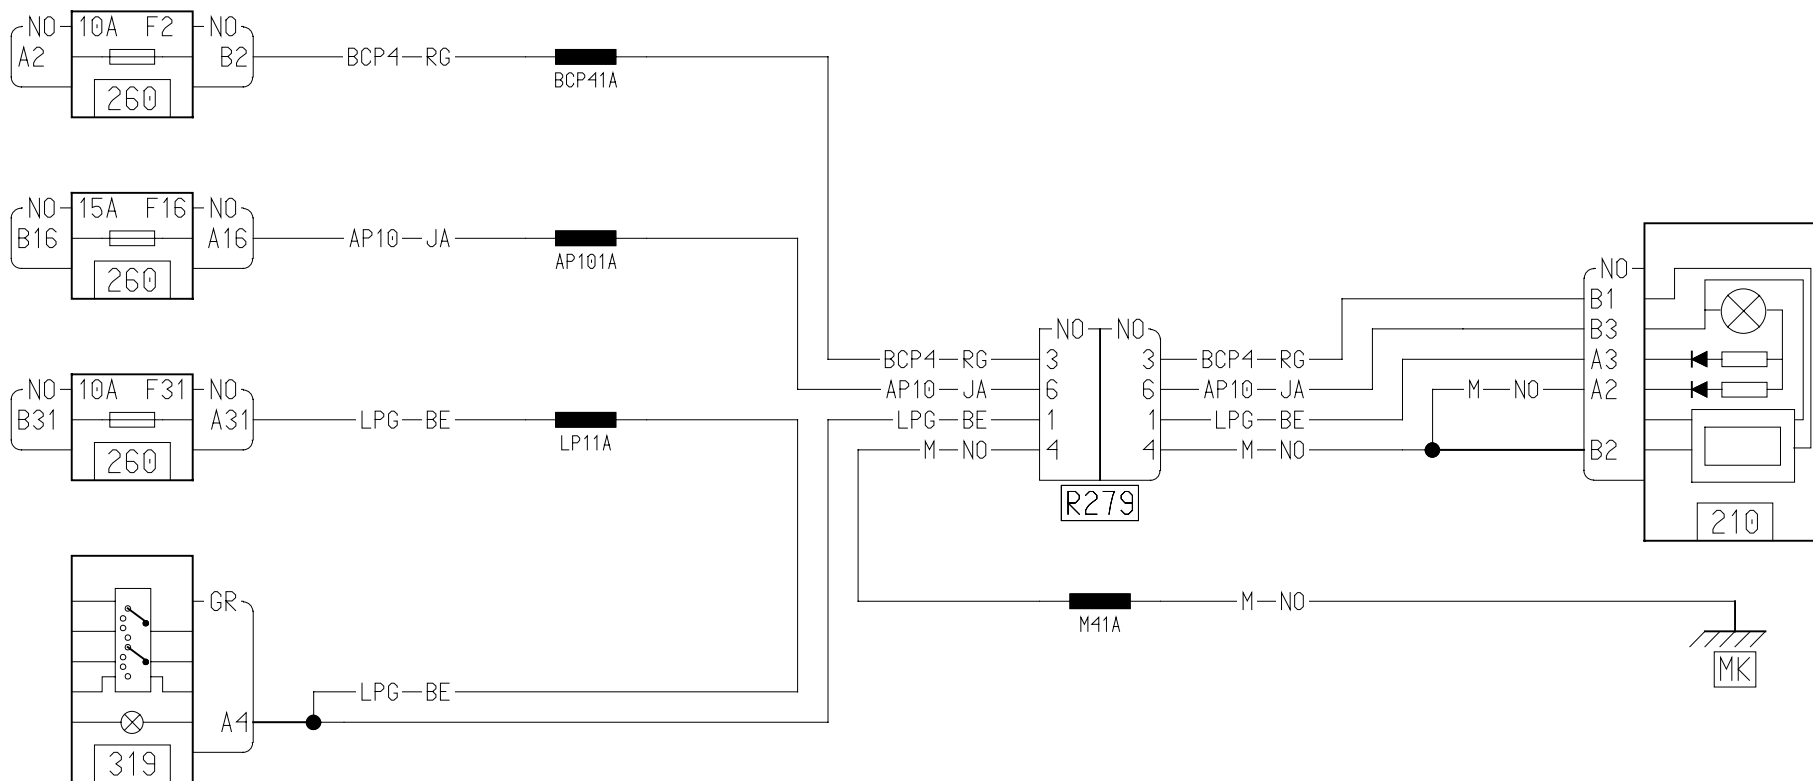 NO 10A F2 NO
A2 B2 BCP4 RG
BCP41A
260
NO 15A F16 NO
B16 A16 AP10 JA
AP101A
260
NO 10A F31 NO
B31 A31 LPG BE
LP11A
260
GR
LPG BE
A4
319
NO NO
BCP4 RG 3 3 BCP4 RG
AP10 JA 6 6 AP10 JA
LPG BE 1 1 LPG BE
M NO 4 4 M NO
R279
M NO
M41A
MK
NO
B1
B3
A3
M NO A2
B2
210